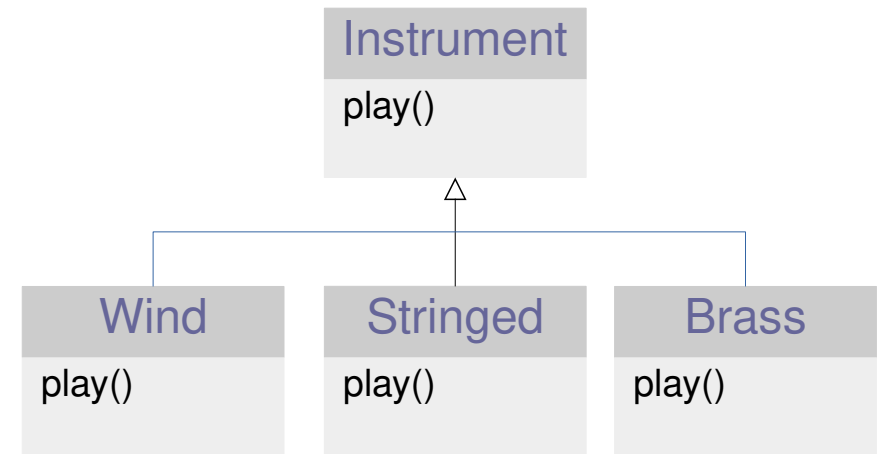 Instrument
play()
Wind
play()
Stringed
play()
Brass
play()